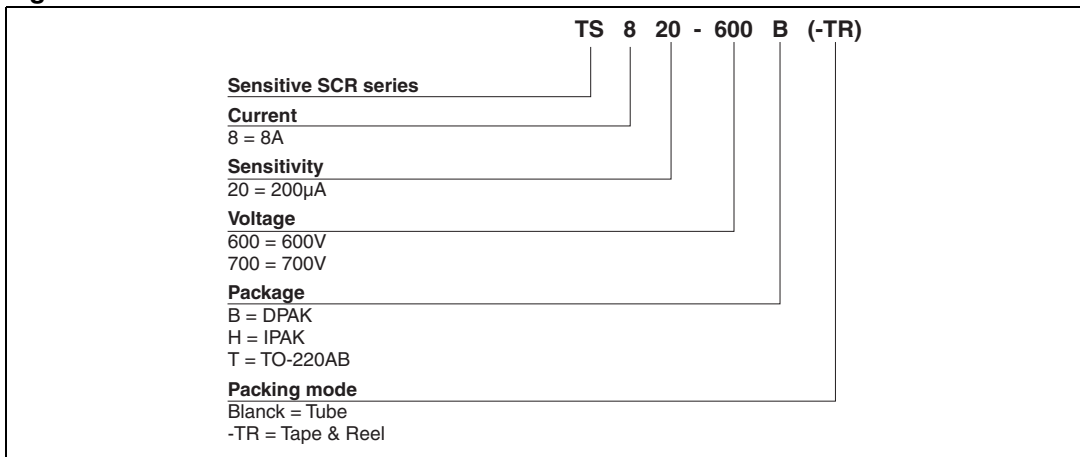 TS 8 20 - 600 B (-TR)
Sensitive SCR series
Current
8 = 8A
Sensitivity
20 = 200µA
Voltage
600 = 600V
700 = 700V
Package
B = DPAK
H = IPAK
T = TO-220AB
Packing mode
Blanck = Tube
-TR = Tape & Reel